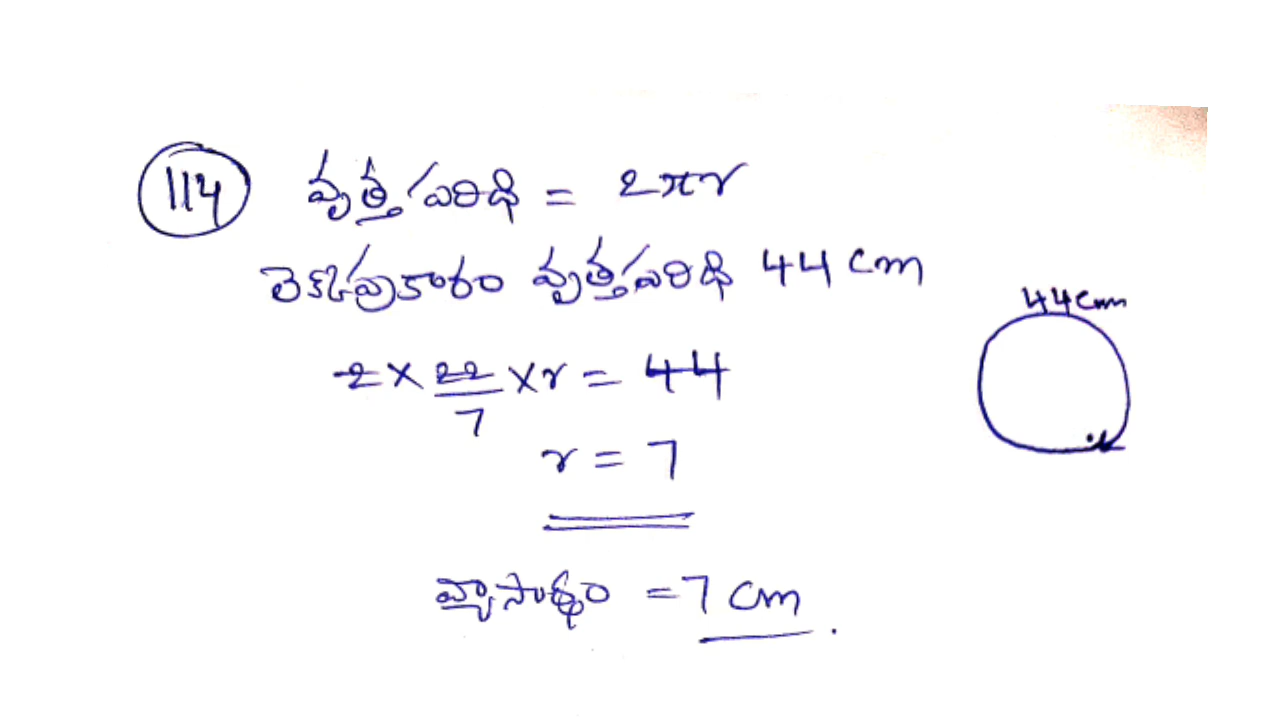 114 వృత్త పరిధి = 2πr
లెక్కప్రకారం వృత్తపరిధి 44 cm
44cm
2 × 22/7 × r = 44
r = 7
వ్యాసార్థం = 7 cm.